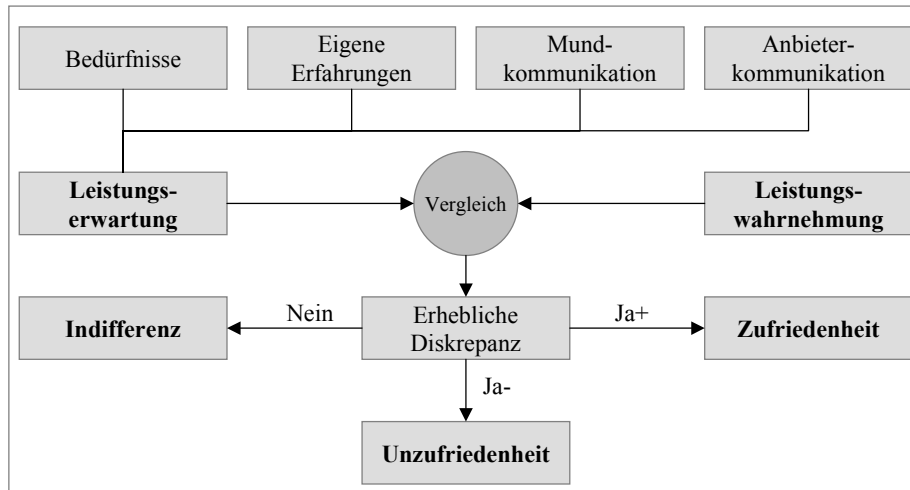 Bedürfnisse
Eigene
Erfahrungen
Mund-
kommunikation
Anbieter-
kommunikation
Leistungs-
erwartung
Vergleich
Leistungs-
wahrnehmung
Indifferenz
Nein
Erhebliche
Diskrepanz
Ja+
Zufriedenheit
Ja-
Unzufriedenheit